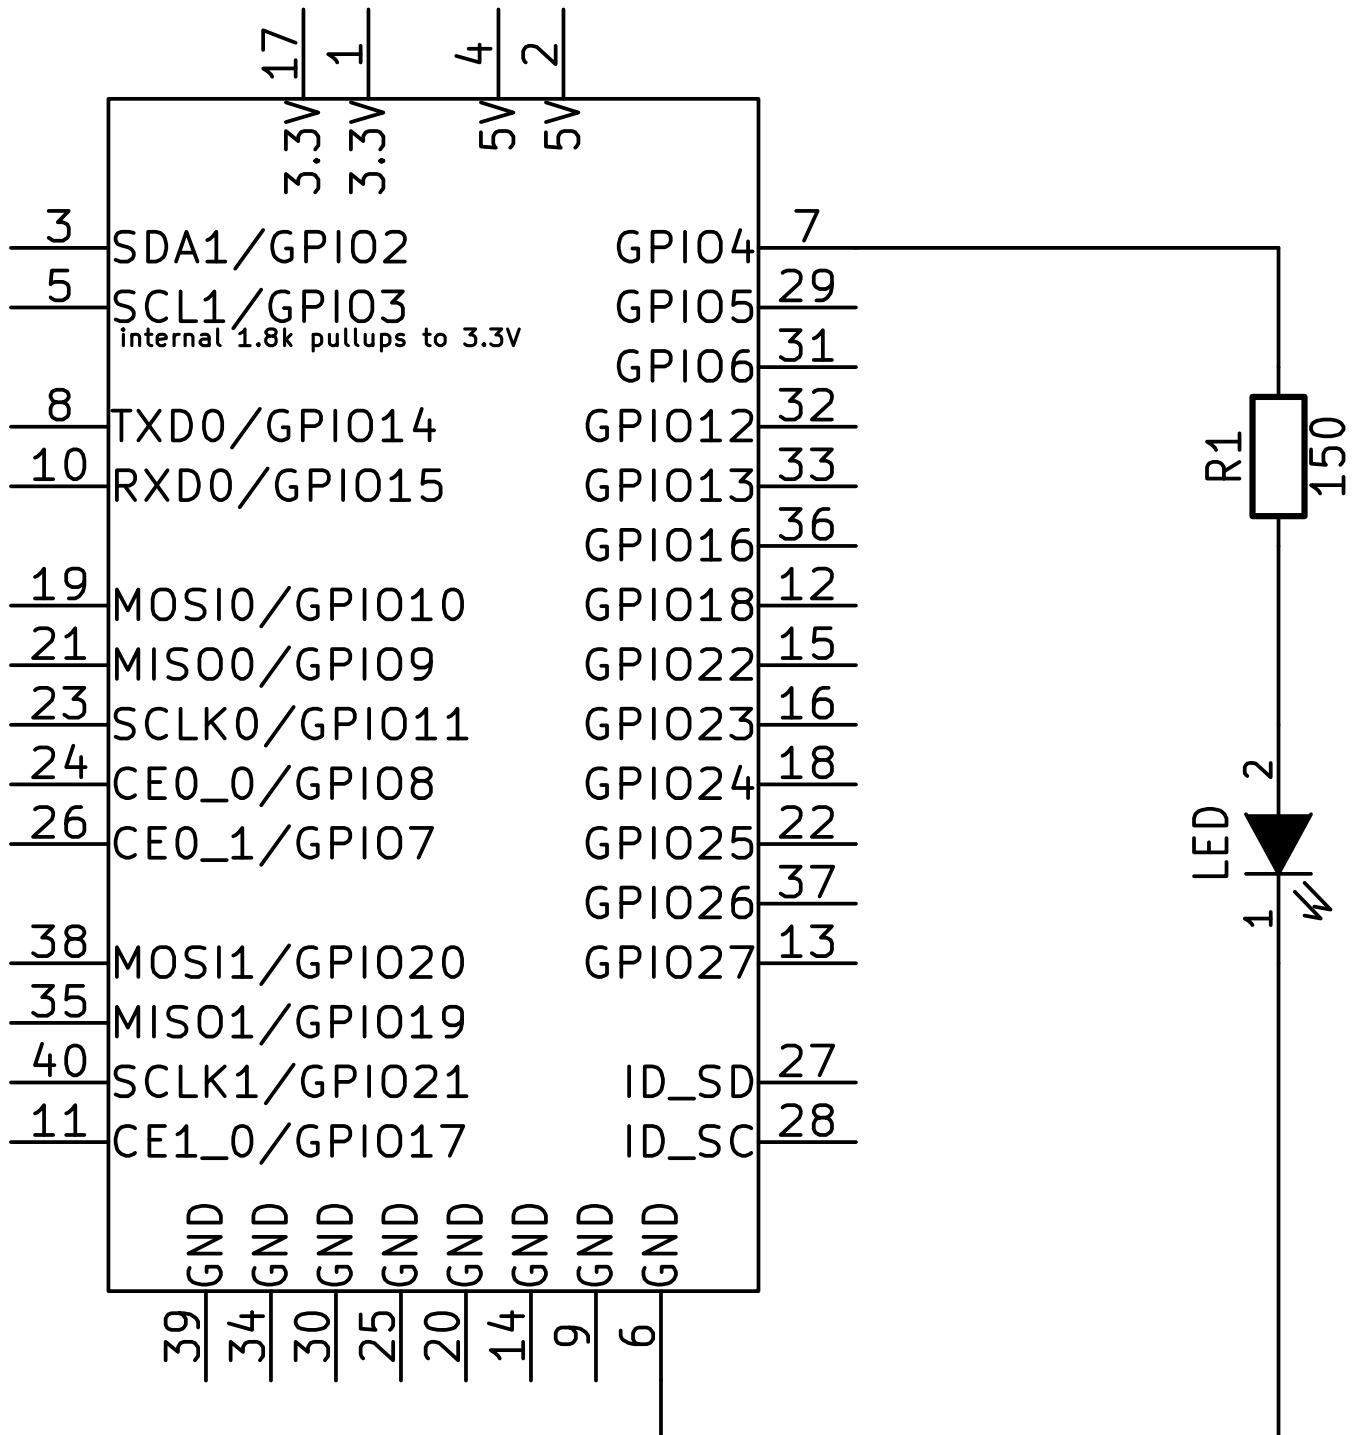 17 1 4 2
3.3V 3.3V 5V 5V
3 SDA1/GPIO2 GPIO4 7
5 SCL1/GPIO3 GPIO5 29
internal 1.8k pullups to 3.3V
GPIO6 31
8 TXD0/GPIO14 GPIO12 32
10 RXD0/GPIO15 GPIO13 33
R1 150
GPIO16 36
19 MOSI0/GPIO10 GPIO18 12
21 MISO0/GPIO9 GPIO22 15
23 SCLK0/GPIO11 GPIO23 16
24 CE0_0/GPIO8 GPIO24 18
2
26 CE0_1/GPIO7 GPIO25 22
LED
GPIO26 37
1
38 MOSI1/GPIO20 GPIO27 13
35 MISO1/GPIO19
40 SCLK1/GPIO21 ID_SD 27
11 CE1_0/GPIO17 ID_SC 28
GND GND GND GND GND GND GND GND
39 34 30 25 20 14 9 6